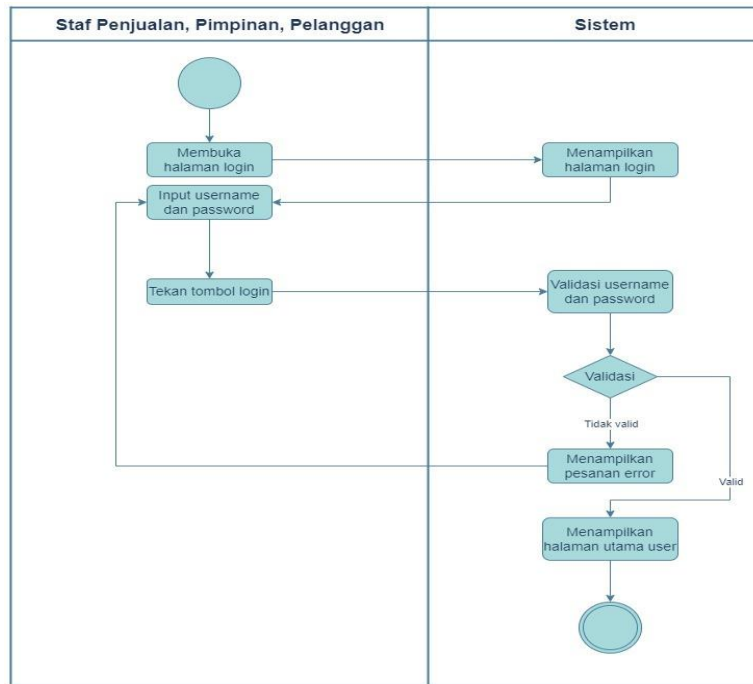 Staf Penjualan, Pimpinan, Pelanggan
Sistem
Membuka
halaman login
Menampilkan
halaman login
Input username
dan password
Tekan tombol login
Validasi username
dan password
Validasi
Tidak valid
Menampilkan
pesanan error
Valid
Menampilkan
halaman utama user